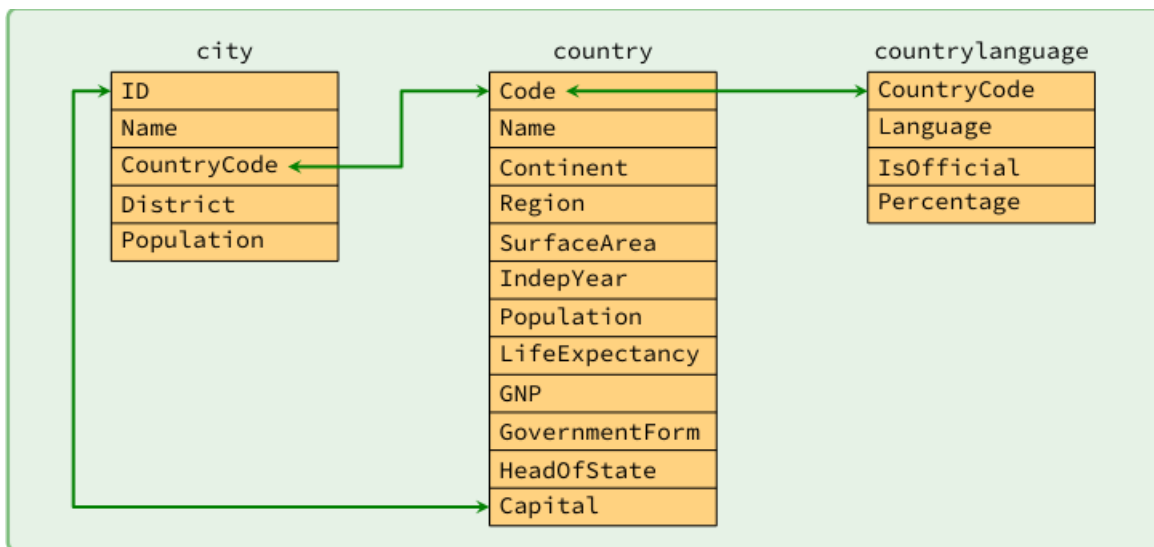 city
ID
Name
CountryCode
District
Population
country
Code
Name
Continent
Region
SurfaceArea
IndepYear
Population
LifeExpectancy
GNP
GovernmentForm
HeadOfState
Capital
countrylanguage
CountryCode
Language
IsOfficial
Percentage